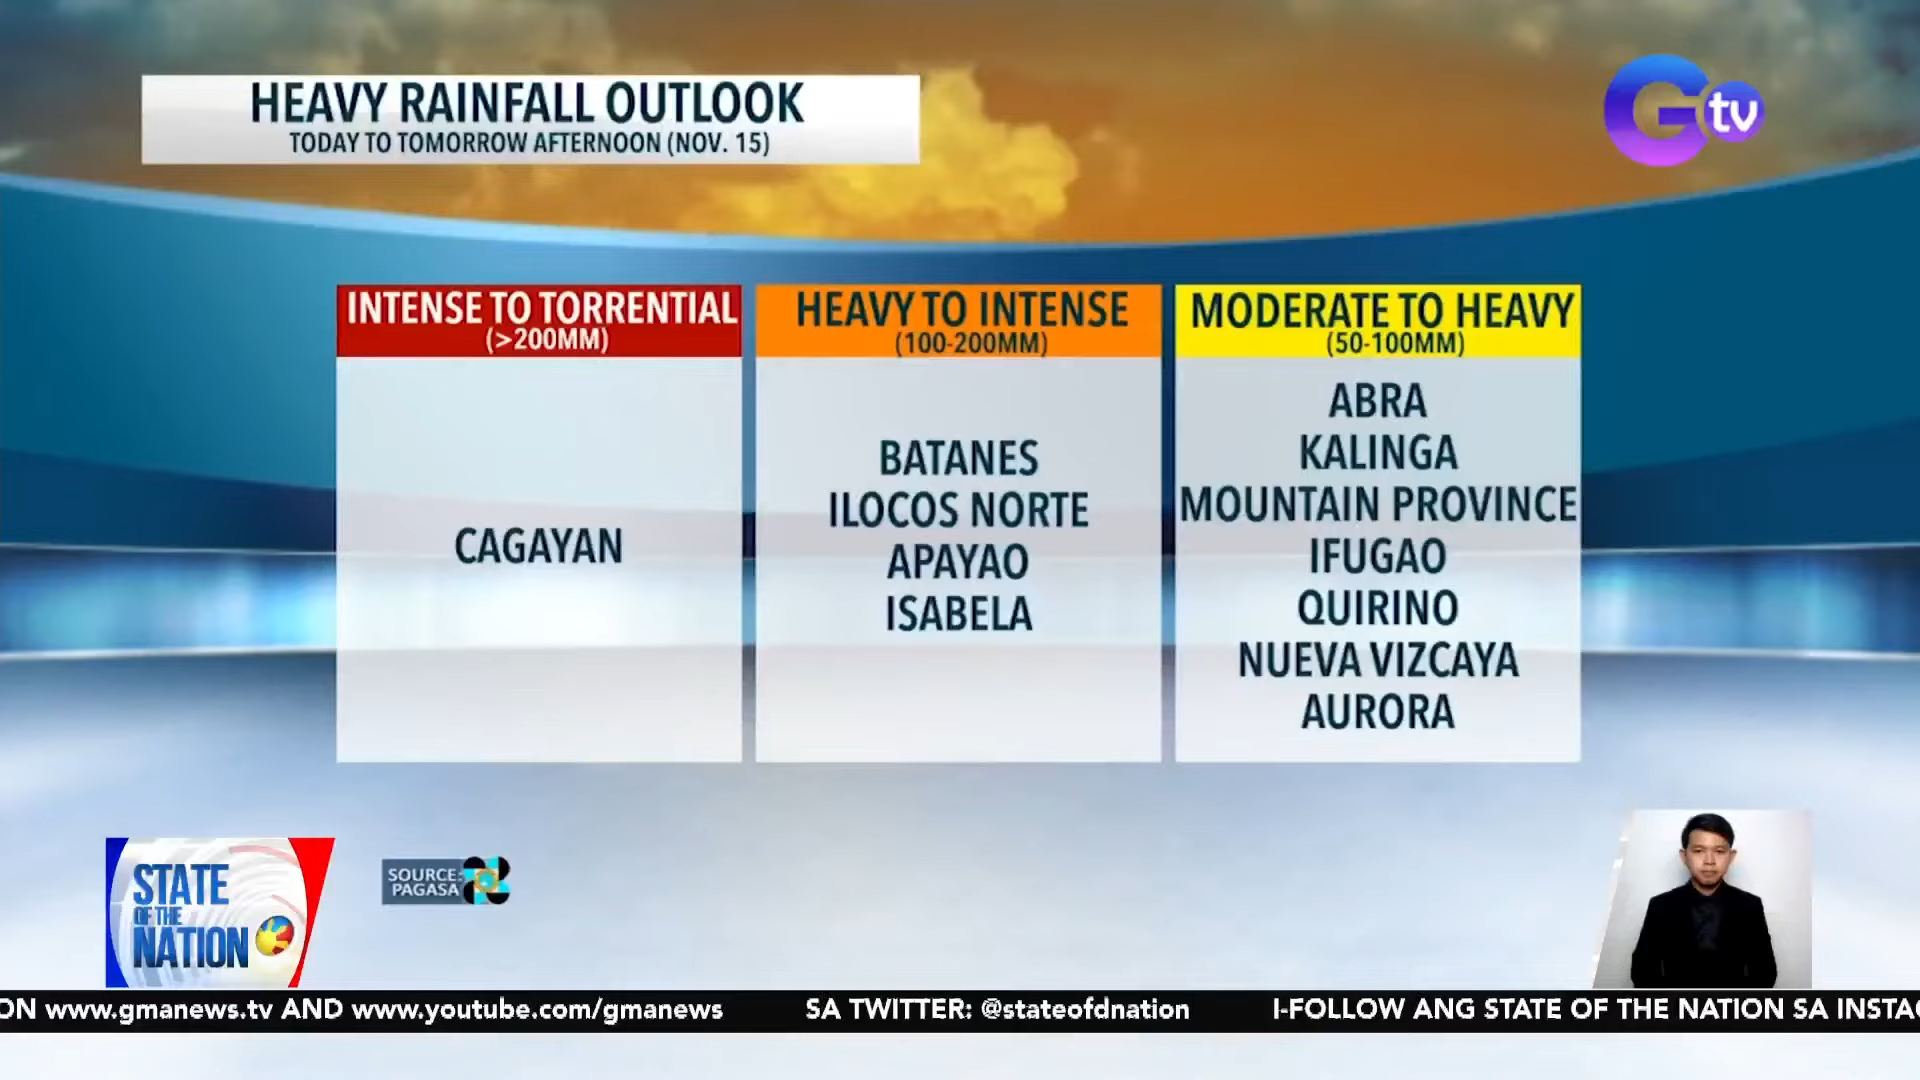 HEAVY RAINFALL OUTLOOK
TODAY TO TOMORROW AFTERNOON (NOV. 15)
Gtv
INTENSE TO TORRENTIAL
(>200MM)
CAGAYAN
HEAVY TO INTENSE
(100-200MM)
BATANES
ILOCOS NORTE
APAYAO
ISABELA
MODERATE TO HEAVY
(50-100MM)
ABRA
KALINGA
MOUNTAIN PROVINCE
IFUGAO
QUIRINO
NUEVA VIZCAYA
AURORA
STATE
OF THE
NATION
SOURCE:
PAGASA
ON www.gmanews.tv AND www.youtube.com/gmanews SA TWITTER: @stateofdnation I-FOLLOW ANG STATE OF THE NATION SA INSTAG